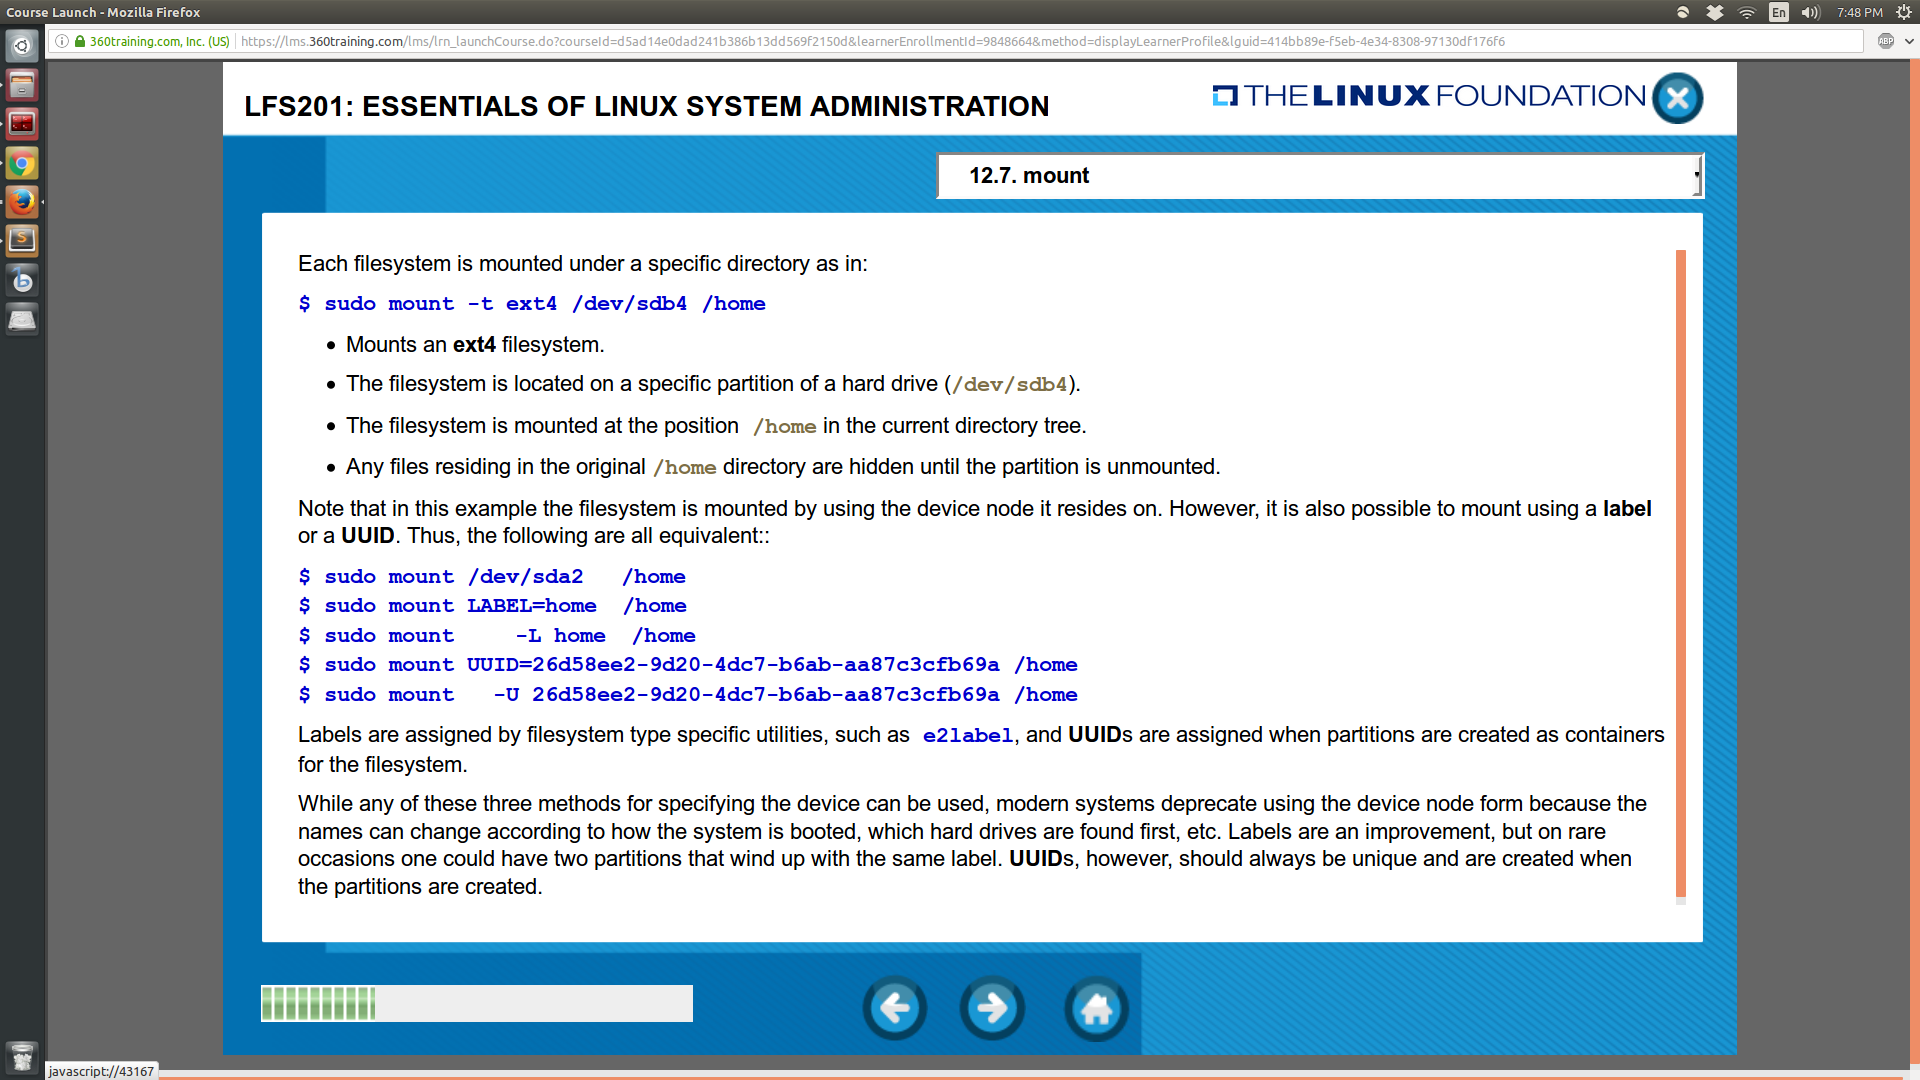 Course Launch - Mozilla Firefox
En
7:48 PM
360training.com, Inc. (US)
https://lms.360training.com/lms/lrn_launchCourse.do?courseId=d5ad14e0dad241b386b13dd569f2150d&learnerEnrollmentId=9848664&method=displayLearnerProfile&lguid=414bb89e-f5eb-4e34-8308-97130df176f6
ABP
LFS201: ESSENTIALS OF LINUX SYSTEM ADMINISTRATION
THE LINUX FOUNDATION
12.7. mount
Each filesystem is mounted under a specific directory as in:
$ sudo mount -t ext4 /dev/sdb4 /home
• Mounts an ext4 filesystem.
• The filesystem is located on a specific partition of a hard drive (/dev/sdb4).
• The filesystem is mounted at the position /home in the current directory tree.
• Any files residing in the original /home directory are hidden until the partition is unmounted.
Note that in this example the filesystem is mounted by using the device node it resides on. However, it is also possible to mount using a label
or a UUID. Thus, the following are all equivalent::
$ sudo mount /dev/sda2 /home
$ sudo mount LABEL=home /home
$ sudo mount -L home /home
$ sudo mount UUID=26d58ee2-9d20-4dc7-b6ab-aa87c3cfb69a /home
$ sudo mount -U 26d58ee2-9d20-4dc7-b6ab-aa87c3cfb69a /home
Labels are assigned by filesystem type specific utilities, such as e2label, and UUIDs are assigned when partitions are created as containers
for the filesystem.
While any of these three methods for specifying the device can be used, modern systems deprecate using the device node form because the
names can change according to how the system is booted, which hard drives are found first, etc. Labels are an improvement, but on rare
occasions one could have two partitions that wind up with the same label. UUIDs, however, should always be unique and are created when
the partitions are created.
javascript://43167